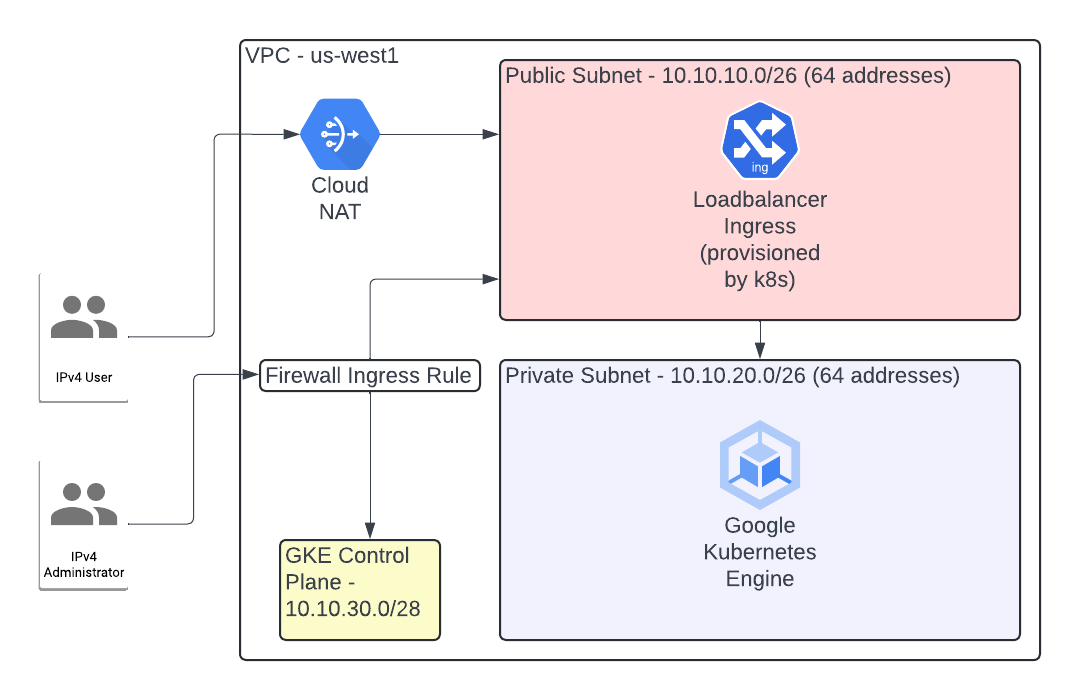 VPC - us-west1
Public Subnet - 10.10.10.0/26 (64 addresses)
ing
Cloud
NAT
Loadbalancer
Ingress
(provisioned
by k8s)
IPv4 User
Firewall Ingress Rule
Private Subnet - 10.10.20.0/26 (64 addresses)
Google
Kubernetes
Engine
IPv4
Administrator
GKE Control
Plane -
10.10.30.0/28